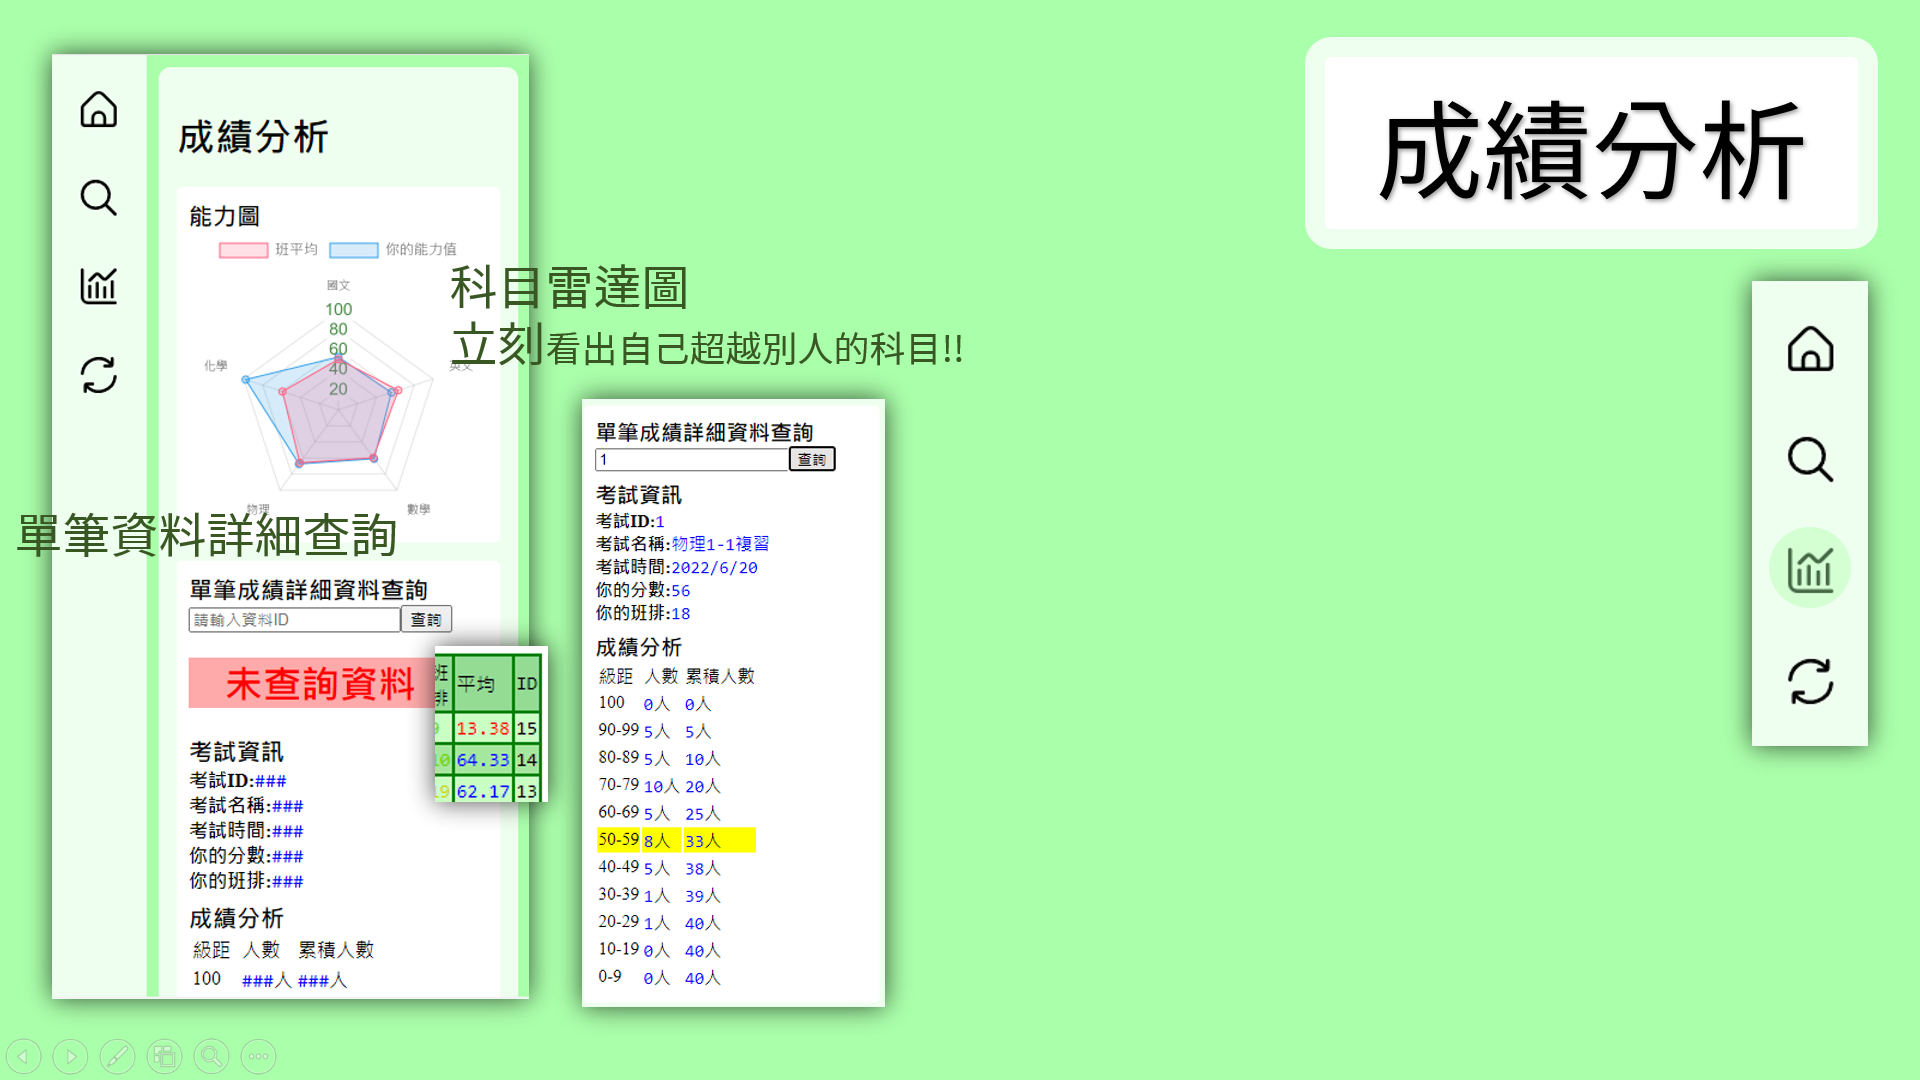 成績分析
成績分析
能力圖
班平均 你的能力值
國文
100
80
60
40
20
化學
英文
物理
數學
科目雷達圖
立刻看出自己超越別人的科目!!
單筆資料詳細查詢
單筆成績詳細資料查詢
請輸入資料ID 查詢
未查詢資料
考試資訊
考試ID:###
考試名稱:###
考試時間:###
你的分數:###
你的班排:###
成績分析
級距 人數 累積人數
100 ###人 ###人
班排 平均 ID
13.38 15
64.33 14
62.17 13
單筆成績詳細資料查詢
1 查詢
考試資訊
考試ID:1
考試名稱:物理1-1複習
考試時間:2022/6/20
你的分數:56
你的班排:18
成績分析
級距 人數 累積人數
100 0人 0人
90-99 5人 5人
80-89 5人 10人
70-79 10人 20人
60-69 5人 25人
50-59 8人 33人
40-49 5人 38人
30-39 1人 39人
20-29 1人 40人
10-19 0人 40人
0-9 0人 40人